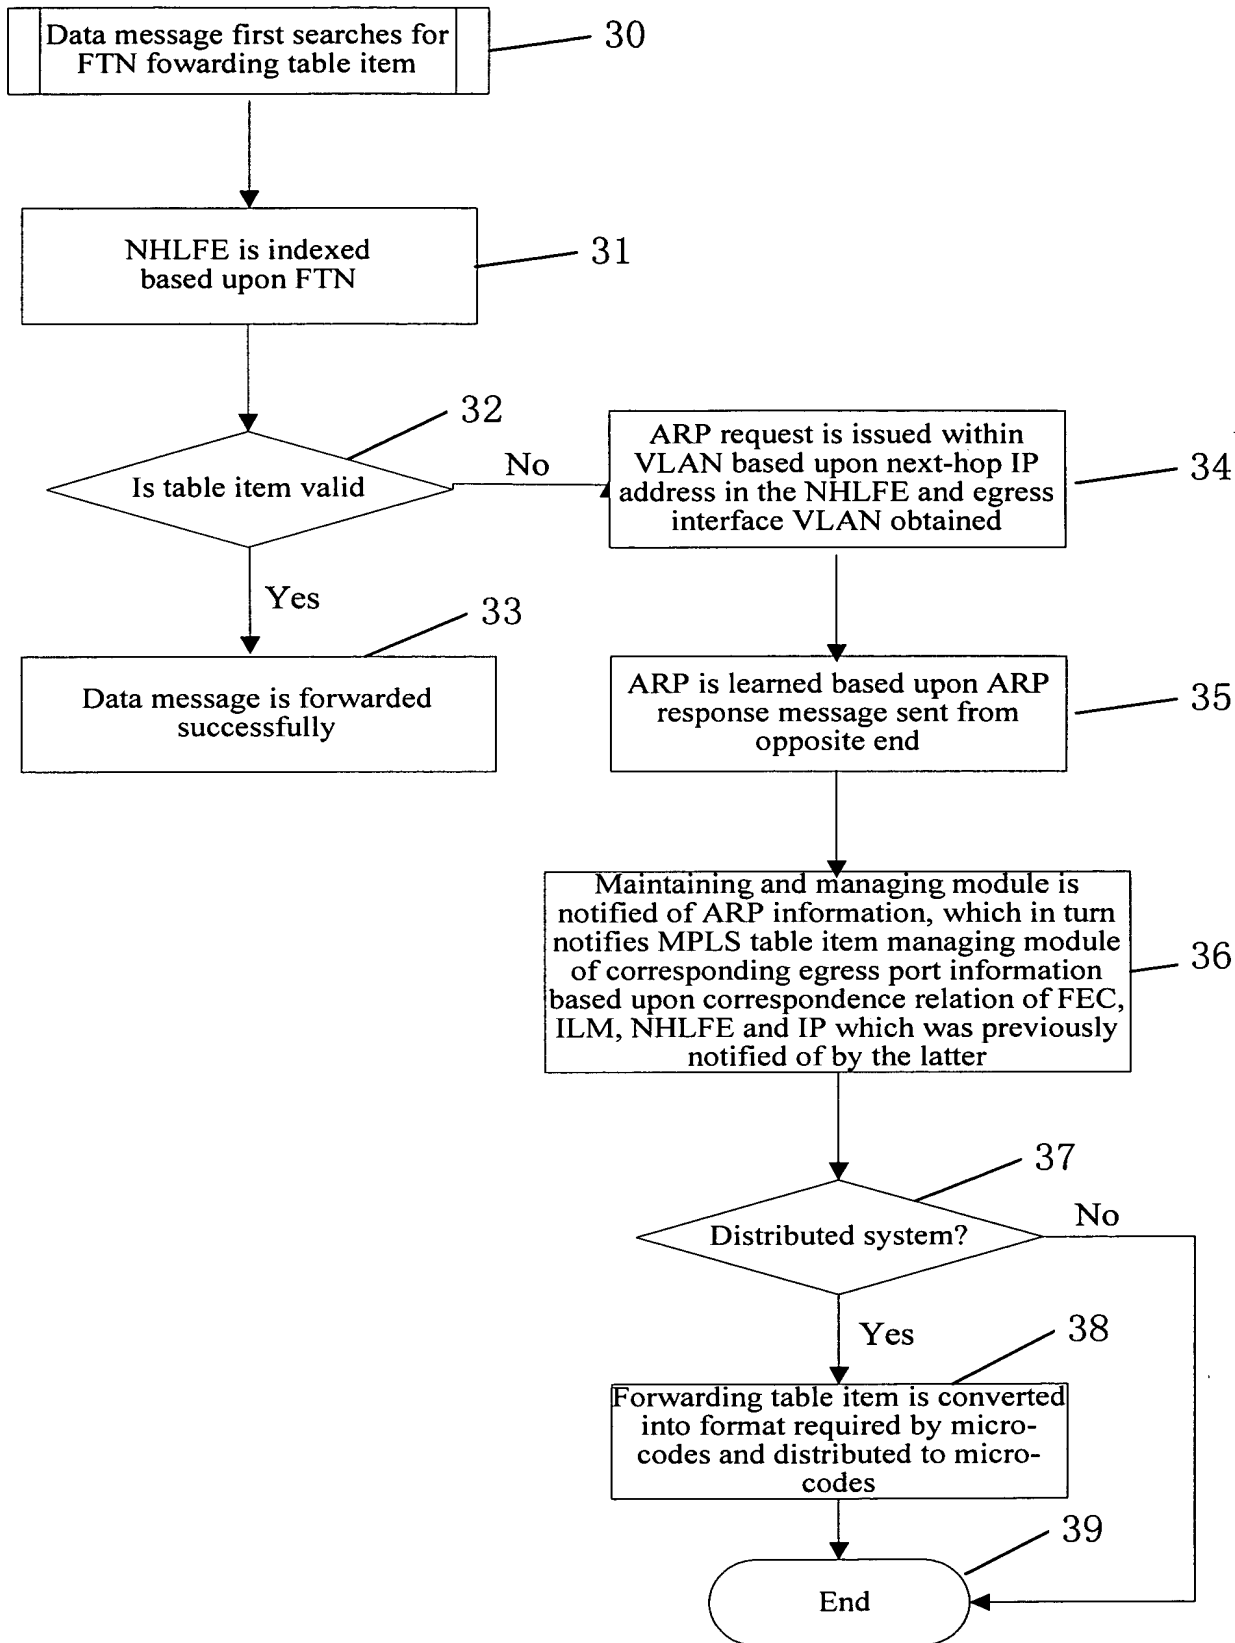 Data message first searches for
FTN fowarding table item
30
NHLFE is indexed
based upon FTN
31
Is table item valid
32
No
Yes
Data message is forwarded
successfully
33
ARP request is issued within
VLAN based upon next-hop IP
address in the NHLFE and egress
interface VLAN obtained
34
ARP is learned based upon ARP
response message sent from
opposite end
35
Maintaining and managing module is
notified of ARP information, which in turn
notifies MPLS table item managing module
of corresponding egress port information
based upon correspondence relation of FEC,
ILM, NHLFE and IP which was previously
notified of by the latter
36
Distributed system?
37
No
Yes
Forwarding table item is converted
into format required by micro-
codes and distributed to micro-
codes
38
End
39